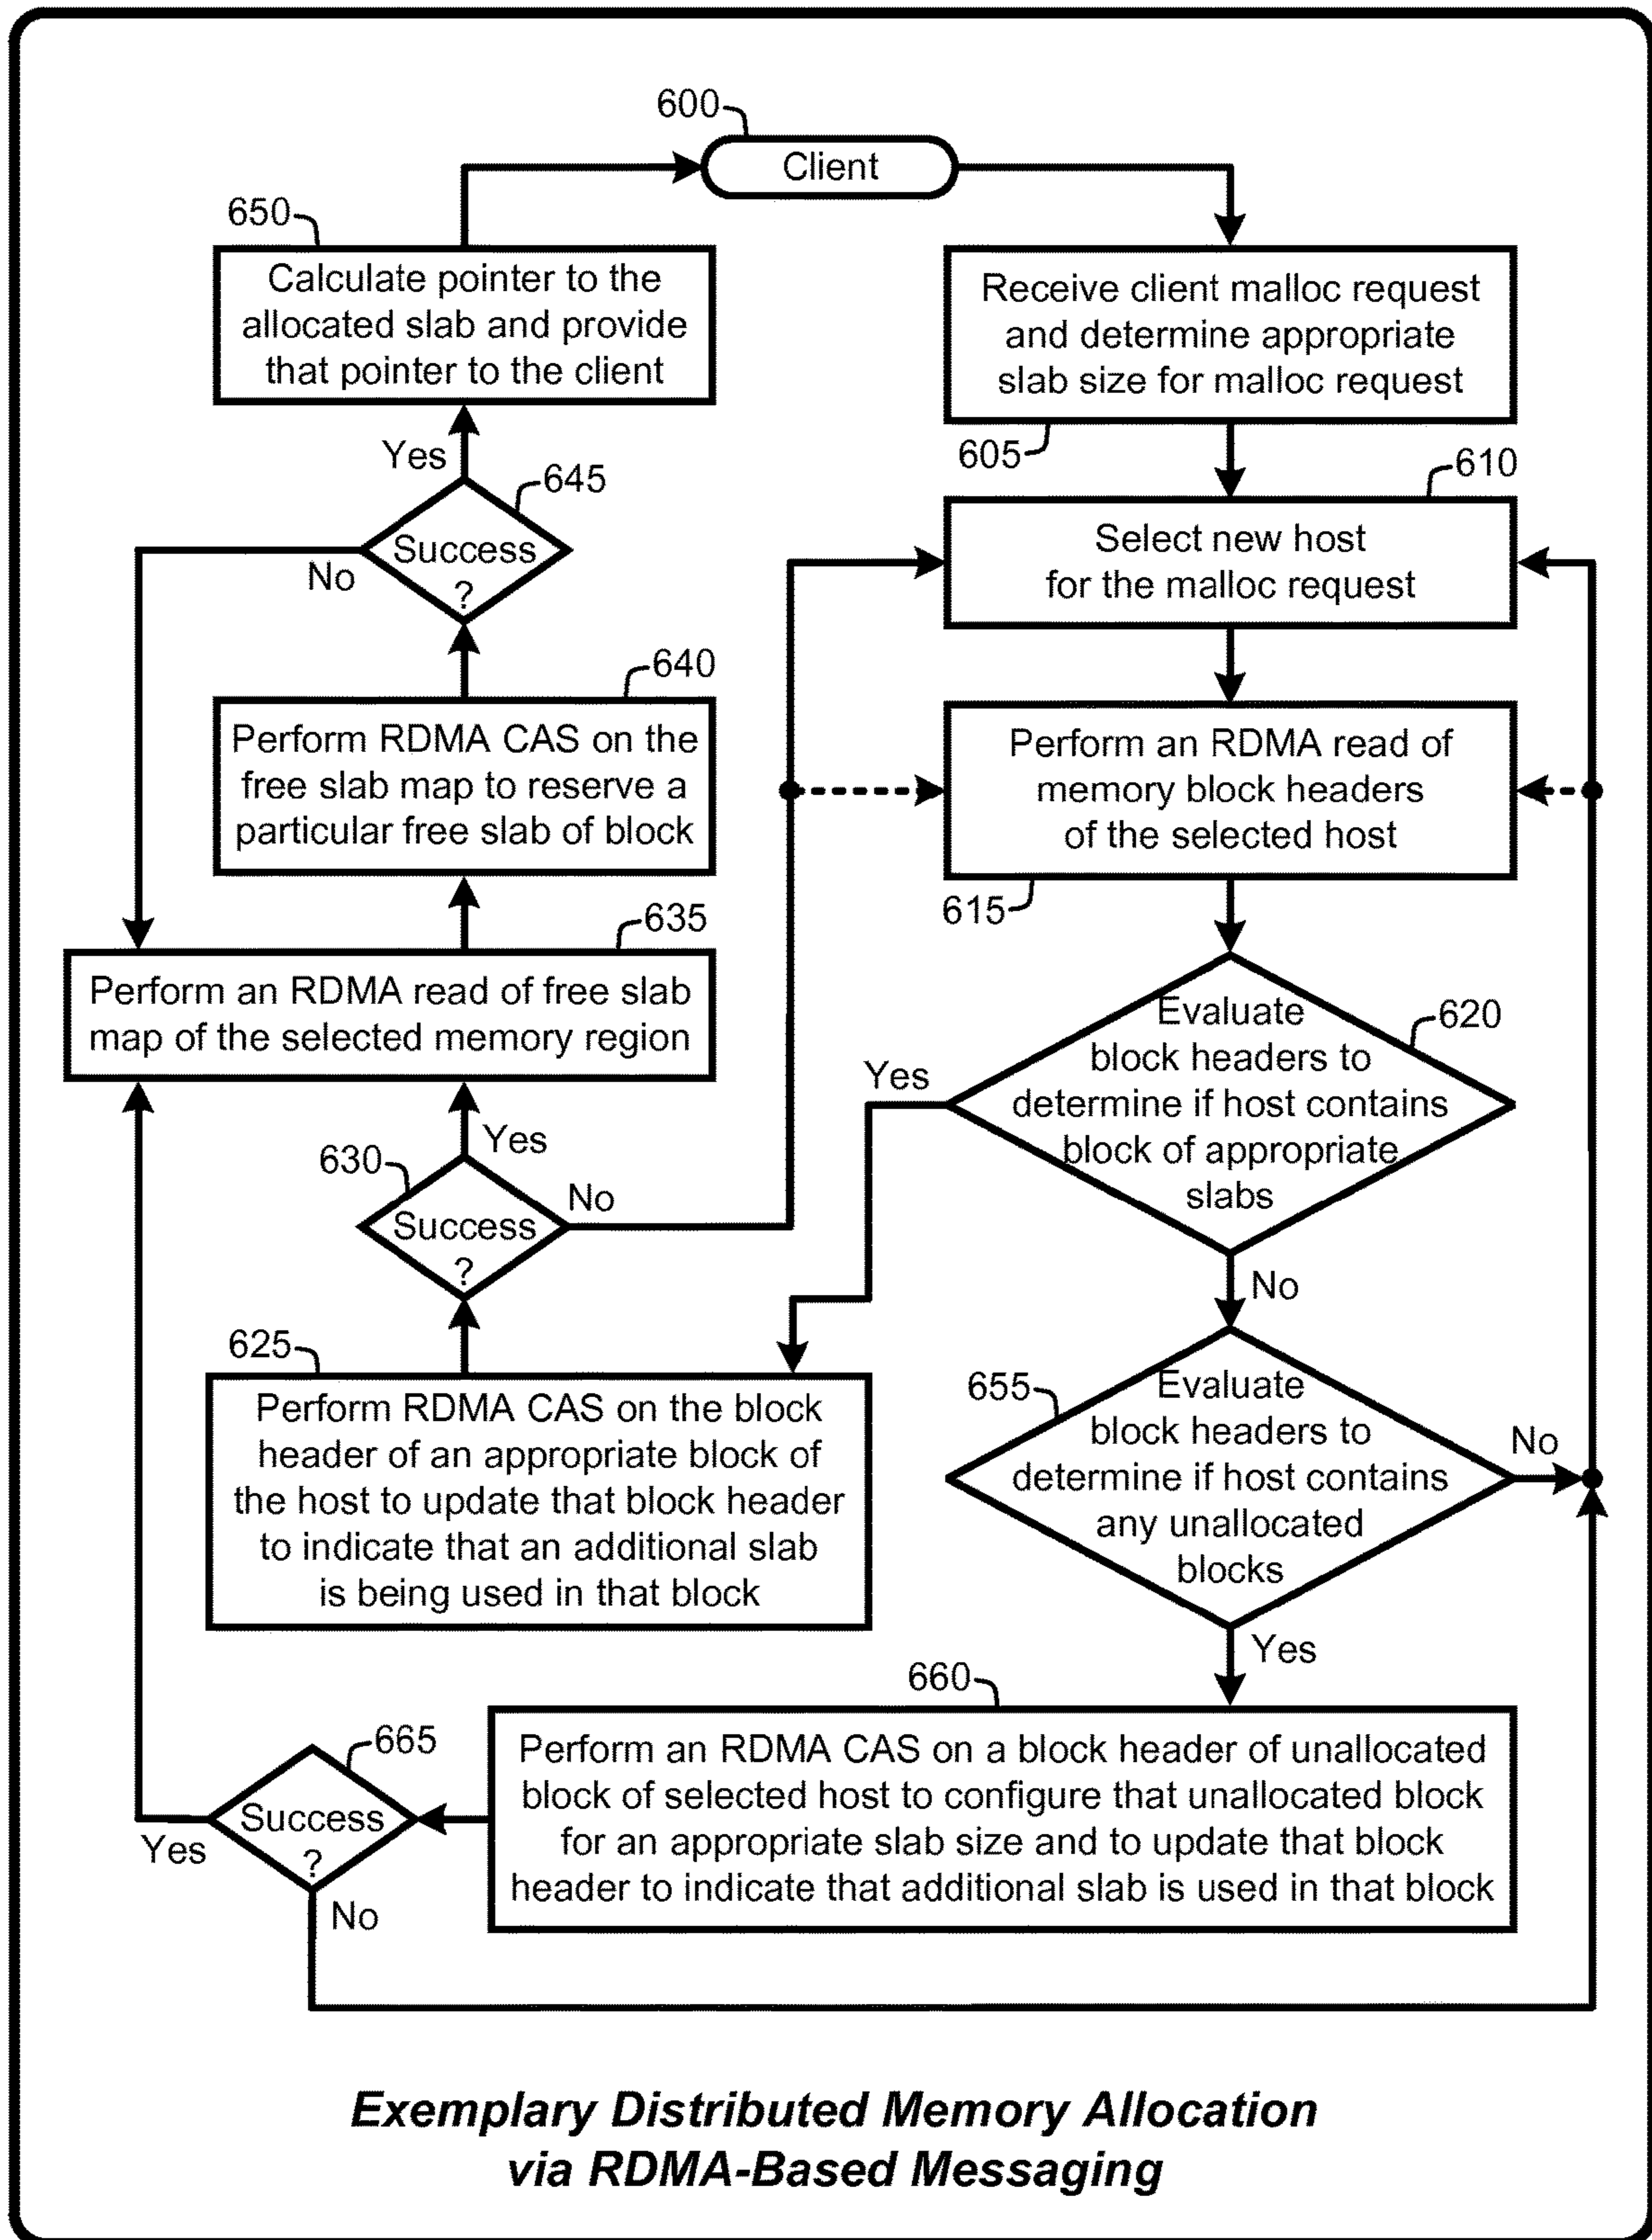 600
Client
650
Calculate pointer to the
allocated slab and provide
that pointer to the client
Receive client malloc request
and determine appropriate
slab size for malloc request
605
Yes
645
Success
?
No
610
Select new host
for the malloc request
640
Perform RDMA CAS on the
free slab map to reserve a
particular free slab of block
Perform an RDMA read of
memory block headers
of the selected host
615
635
Perform an RDMA read of free slab
map of the selected memory region
Evaluate
block headers to
determine if host contains
block of appropriate
slabs
620
Yes
Yes
630
Success
?
No
No
625
Perform RDMA CAS on the block
header of an appropriate block of
the host to update that block header
to indicate that an additional slab
is being used in that block
655
Evaluate
block headers to
determine if host contains
any unallocated
blocks
No
Yes
660
Perform an RDMA CAS on a block header of unallocated
block of selected host to configure that unallocated block
for an appropriate slab size and to update that block
header to indicate that additional slab is used in that block
665
Success
?
Yes
No
Exemplary Distributed Memory Allocation
via RDMA-Based Messaging